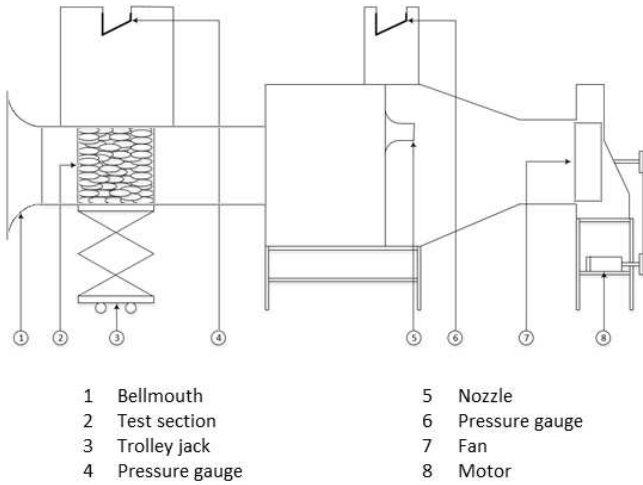 1 2 3 4 5 6 7 8
1 Bellmouth
2 Test section
3 Trolley jack
4 Pressure gauge
5 Nozzle
6 Pressure gauge
7 Fan
8 Motor